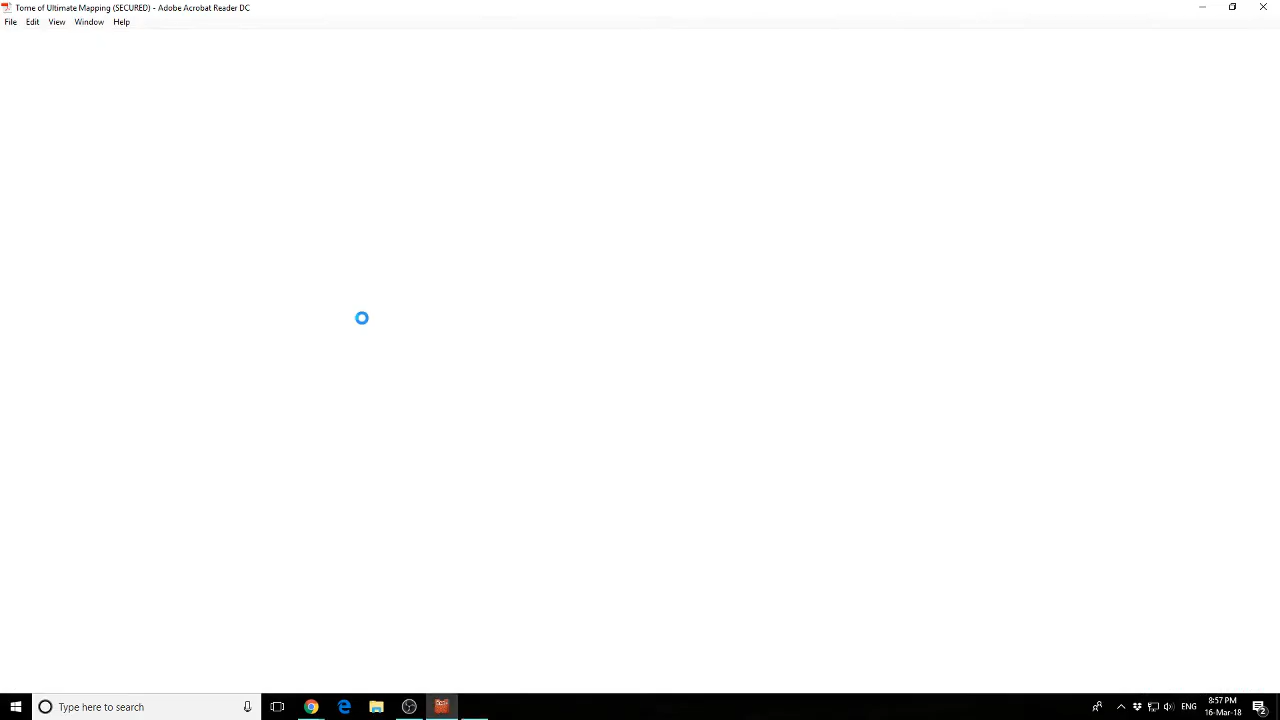 Tome of Ultimate Mapping (SECURED) - Adobe Acrobat Reader DC
File Edit View Window Help
Type here to search
ENG
8:57 PM
16-Mar-18
2